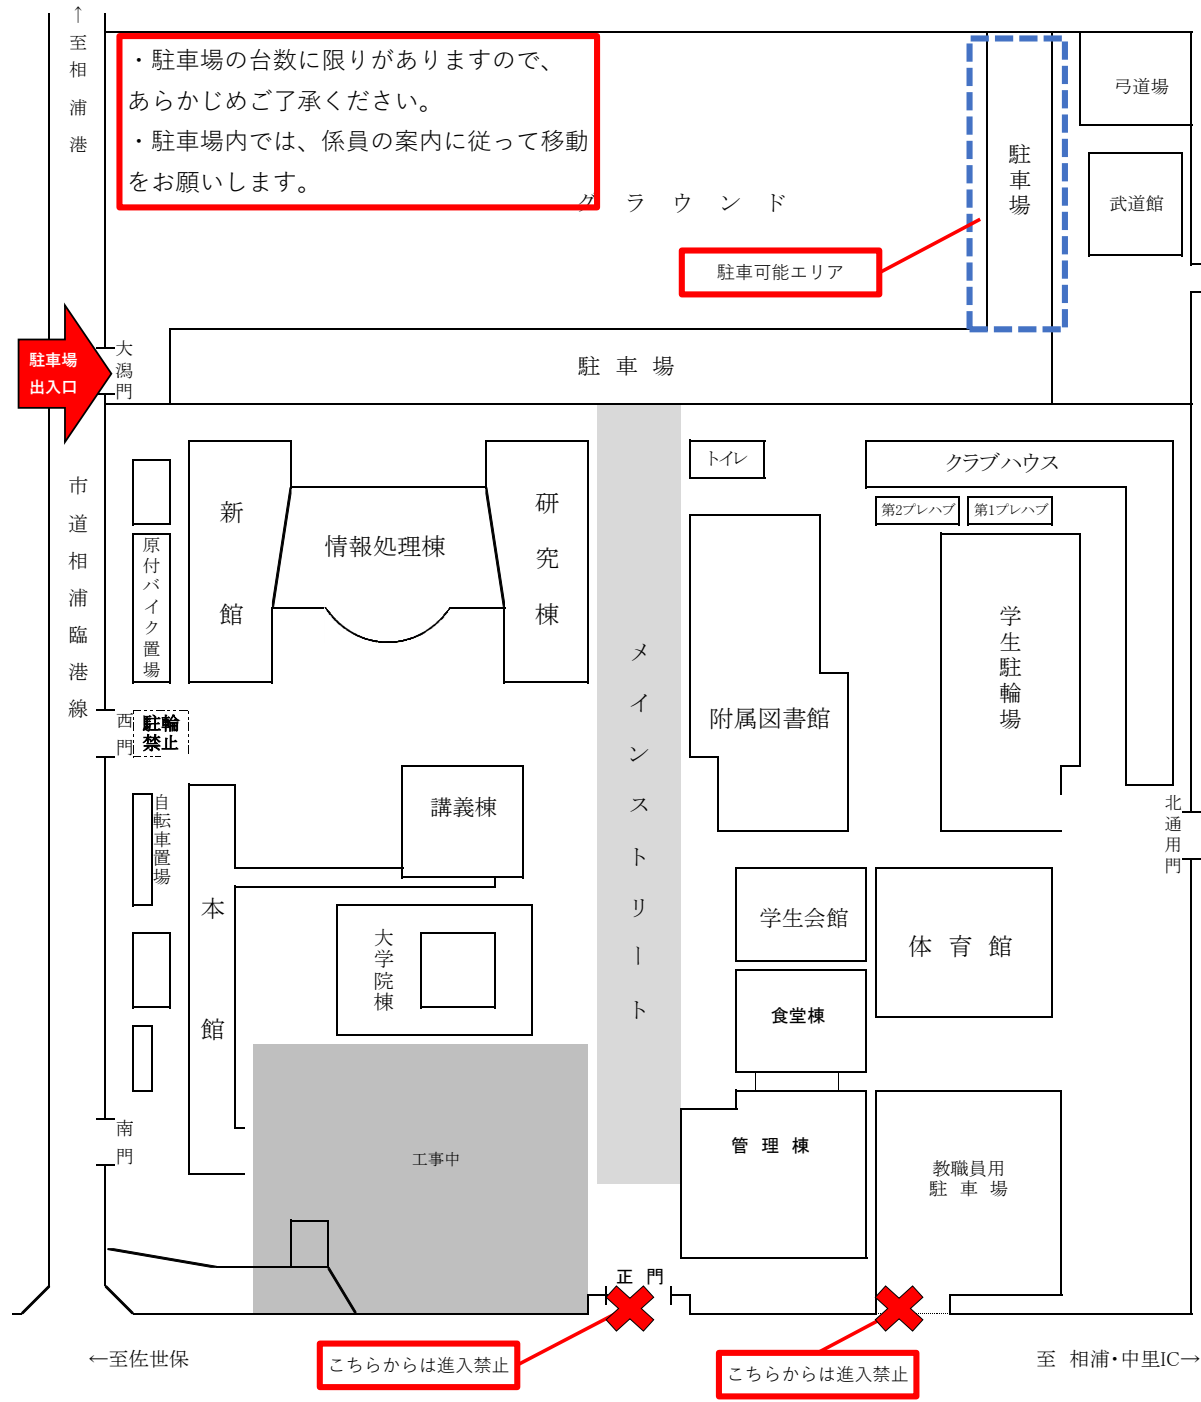 ↑至相浦港
・駐車場の台数に限りがありますので、
あらかじめご了承ください。
・駐車場内では、係員の案内に従って移動
をお願いします。
グラウンド
駐車場
弓道場
武道館
駐車可能エリア
駐車場
出入口
大潟門
駐車場
市道相浦臨港線
原付バイク置場
新館
情報処理棟
研究棟
メインストリート
トイレ
クラブハウス
第2プレハブ
第1プレハブ
学生駐輪場
附属図書館
西門
駐輪
禁止
自転車置場
講義棟
本館
大学院棟
学生会館
体育館
北通用門
食堂棟
南門
工事中
管理棟
教職員用
駐車場
正門
こちらからは進入禁止
こちらからは進入禁止
←至佐世保
至 相浦・中里IC→